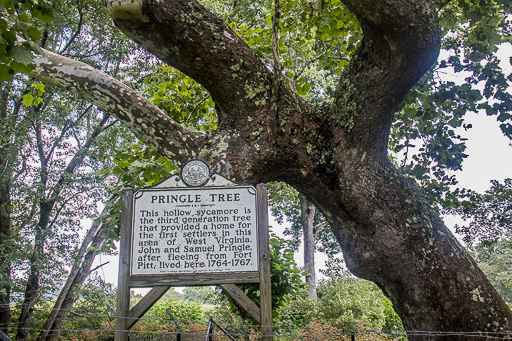 PRINGLE TREE
This hollow sycamore is
the third generation tree
that provided a home for
the first settlers in this
area of West Virginia.
John and Samuel Pringle,
after fleeing from Fort
Pitt, lived here 1764-1767.